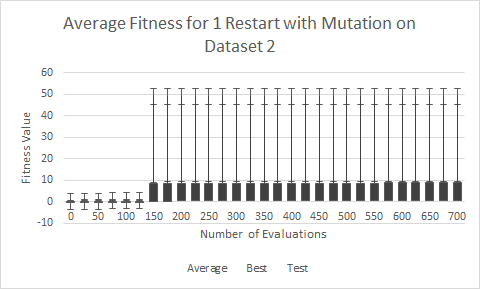 Average Fitness for 1 Restart with Mutation on
Dataset 2
60
50
40
30
20
10
0
-10
Fitness Value
0 50 100 150 200 250 300 350 400 450 500 550 600 650 700
Number of Evaluations
Average Best Test